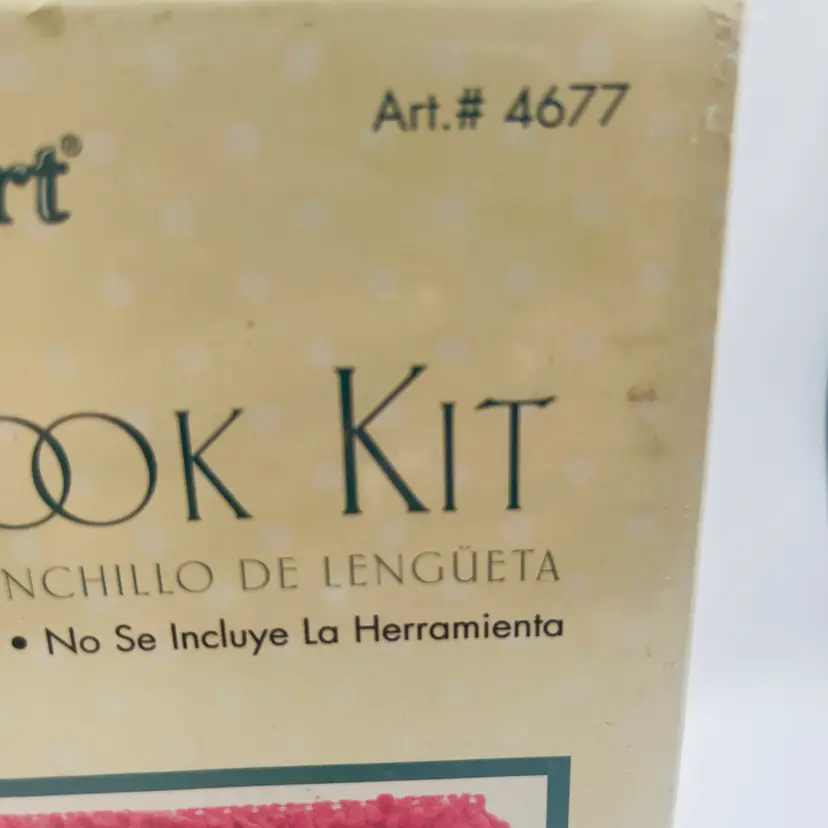 Art.# 4677
rt®
OOK KIT
NCHILLO DE LENGÜETA
• No Se Incluye La Herramienta